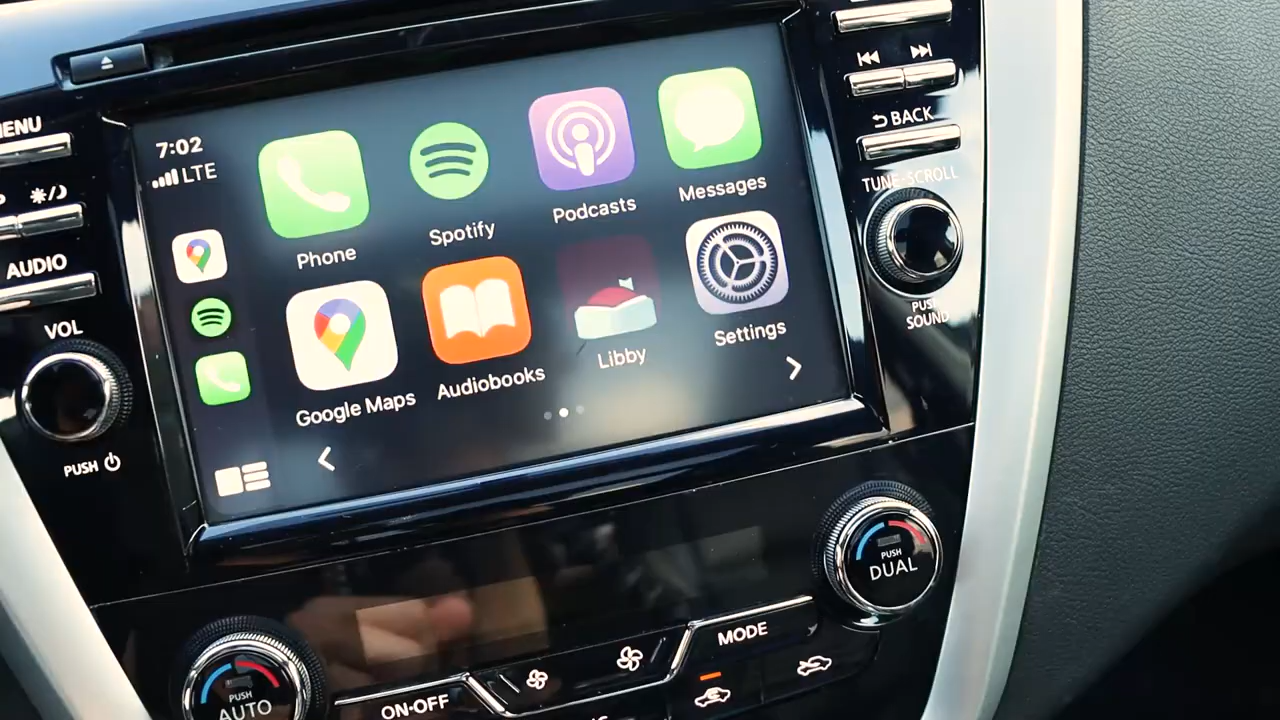 MENU
AUDIO
VOL
PUSH
7:02
LTE
Phone
Spotify
Podcasts
Messages
Google Maps
Audiobooks
Libby
Settings
BACK
TUNE·SCROLL
PUSH
SOUND
PUSH
DUAL
PUSH
AUTO
ON·OFF
MODE